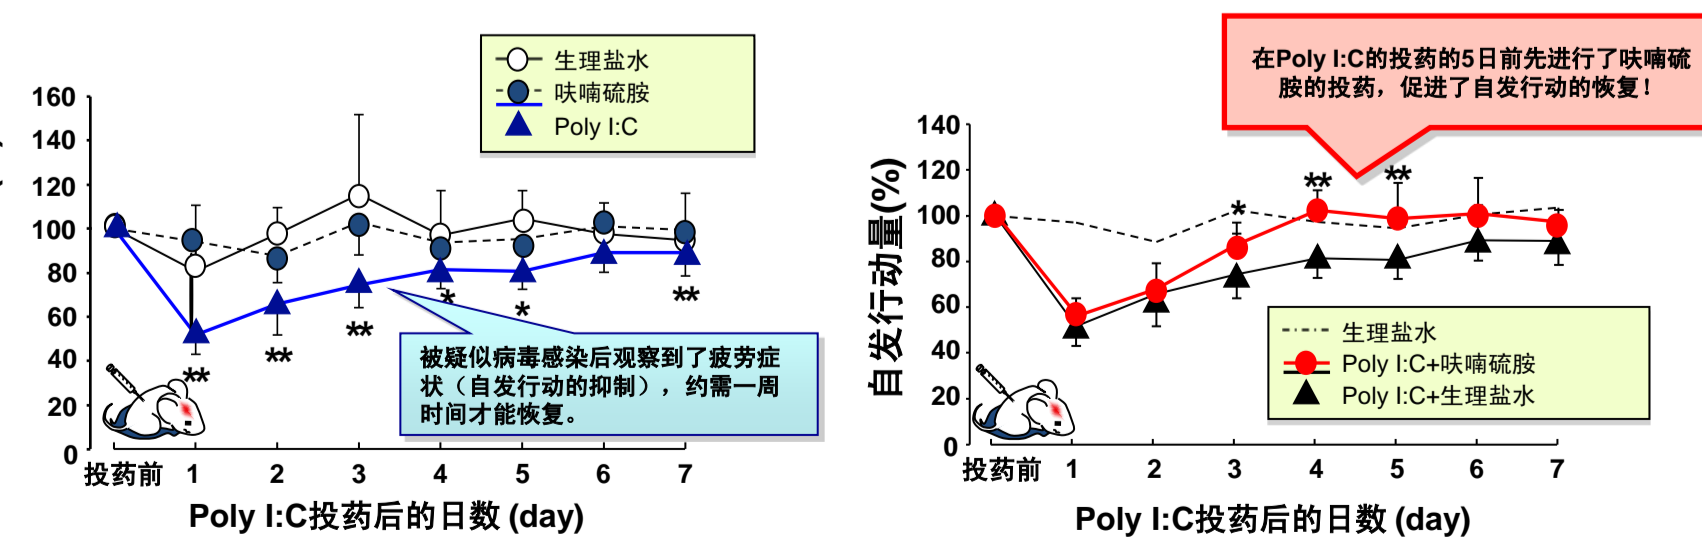 生理盐水
呋喃硫胺
Poly I:C
160
140
120
100
80
60
40
20
0
*
*
**
**
**
**
被疑似病毒感染后观察到了疲劳症
状（自发行动的抑制），约需一周
时间才能恢复。
投药前 1 2 3 4 5 6 7
Poly I:C投药后的日数 (day)
在Poly I:C的投药的5日前先进行了呋喃硫
胺的投药，促进了自发行动的恢复！
自发行动量(%)
140
120
100
80
60
40
20
0
*
**
**
生理盐水
Poly I:C+呋喃硫胺
Poly I:C+生理盐水
投药前 1 2 3 4 5 6 7
Poly I:C投药后的日数 (day)